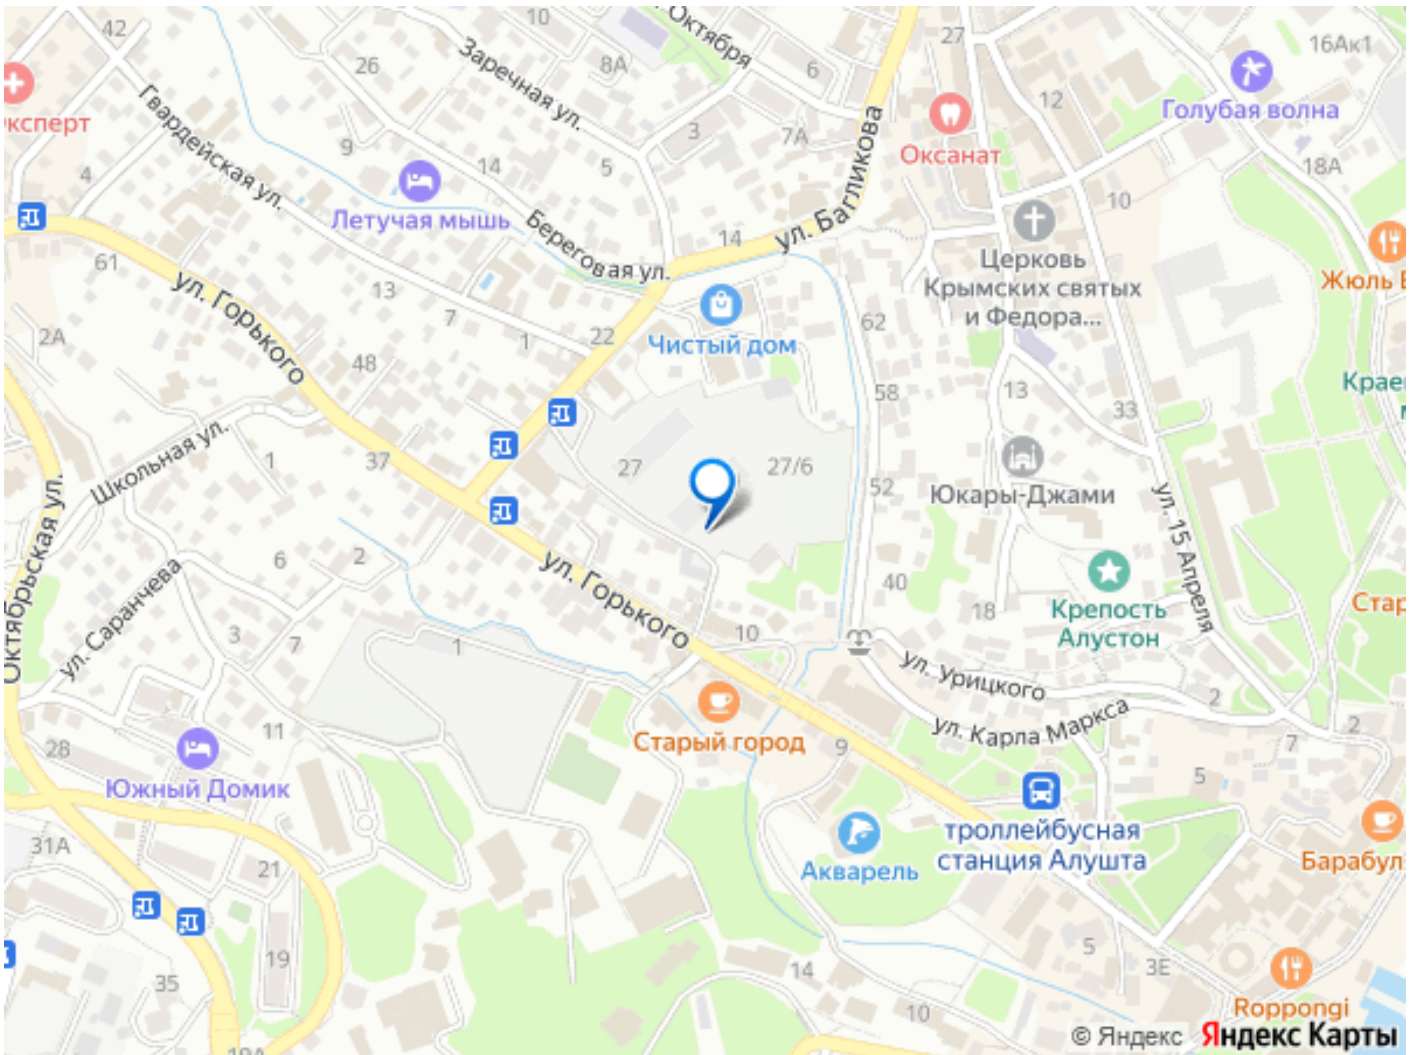 42
10
Октября
27
16Ак1
Заречная ул.
8А
6
26
12
Голубая волна
Эксперт
Гвардейская ул.
3
7А
ул. Багликова
Оксанат
9
14
5
18А
4
10
Летучая мышь
Береговая ул.
14
Церковь
Крымских святых
и Федора...
Жюль В
61
ул. Горького
13
7
1
22
Чистый дом
62
2А
48
58
13
33
Крае
м
Школьная ул.
1
37
27
27/6
52
Юкары-Джами
Октябрьская ул.
ул. 15 Апреля
ул. Саранчева
6
2
ул. Горького
40
18
Крепость
Алустон
Стар
3
7
1
10
ул. Урицкого
2
11
28
Южный Домик
Старый город
9
ул. Карла Маркса
2
7
5
31А
21
Акварель
троллейбусная
станция Алушта
Барабул
19
35
14
10
5
3Е
Roppongi
19А
© Яндекс Яндекс Карты